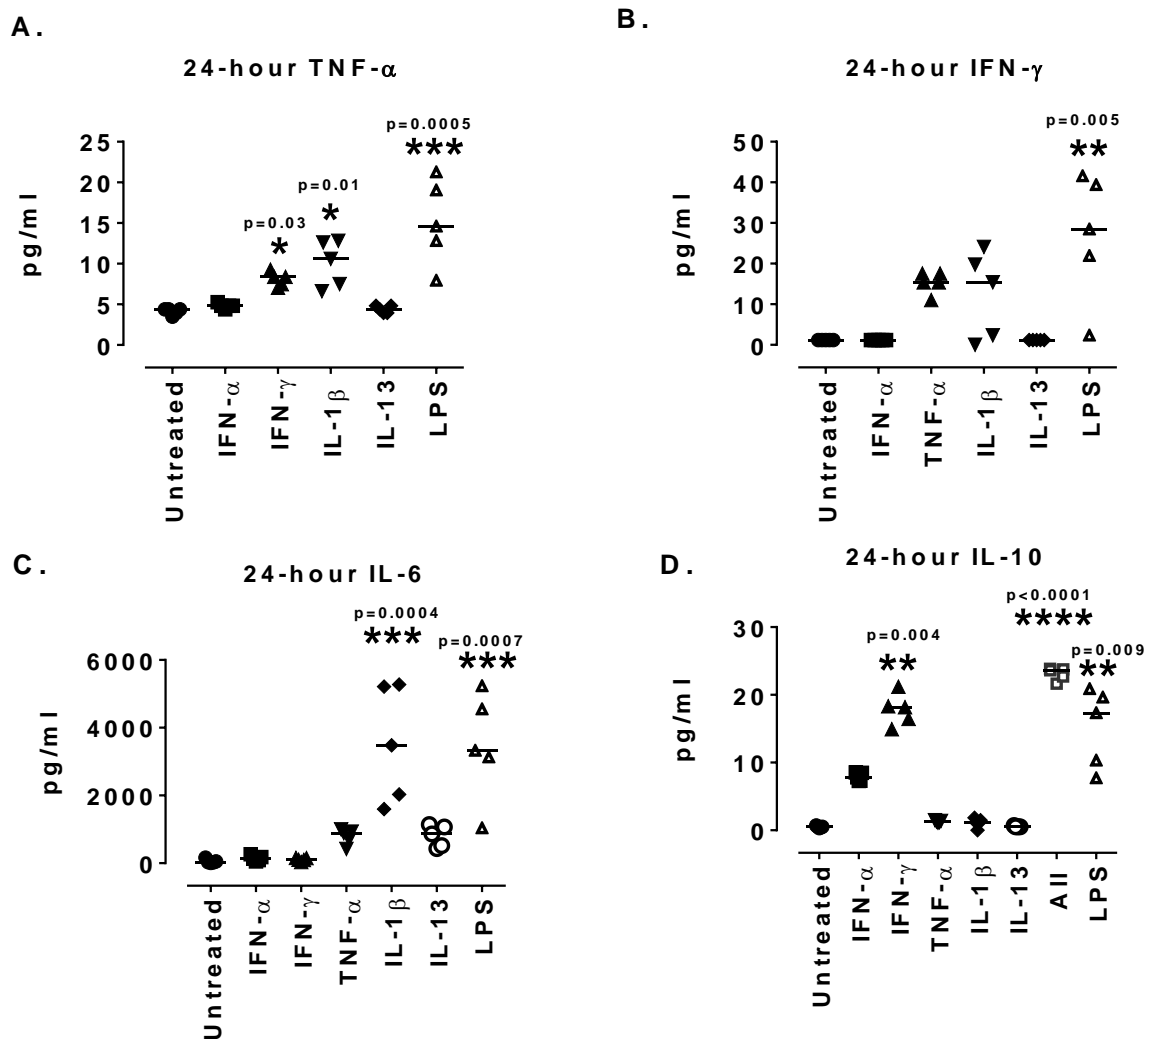 A.
24-hour TNF-α
pg/ml
25
20
15
10
5
0
p=0.03
*
p=0.01
*
p=0.0005
***
Untreated
IFN-α
IFN-γ
IL-1β
IL-13
LPS
B.
24-hour IFN-γ
pg/ml
50
40
30
20
10
0
p=0.005
**
Untreated
IFN-α
TNF-α
IL-1β
IL-13
LPS
C.
24-hour IL-6
pg/ml
6000
4000
2000
0
p=0.0004
***
p=0.0007
***
Untreated
IFN-α
IFN-γ
TNF-α
IL-1β
IL-13
LPS
D.
24-hour IL-10
pg/ml
30
20
10
0
p=0.004
**
p<0.0001
****
p=0.009
**
Untreated
IFN-α
IFN-γ
TNF-α
IL-1β
IL-13
All
LPS